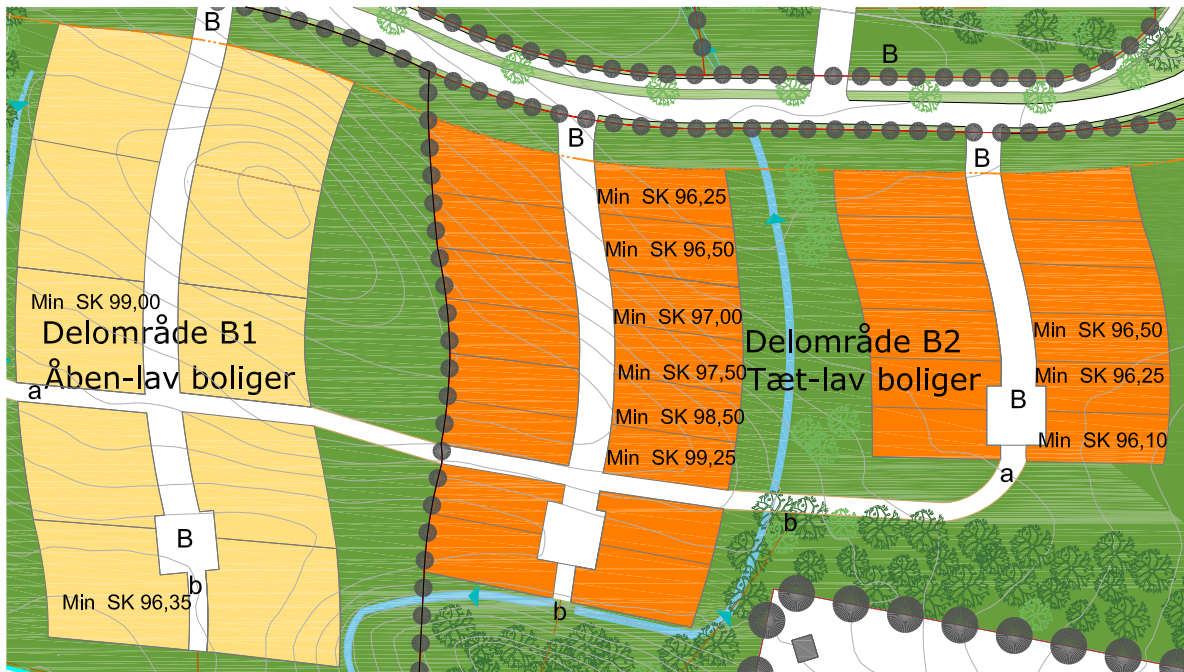 B
B
B
B
Min SK 96,25
Min SK 96,50
Min SK 99,00
Min SK 97,00
Delområde B1
Åben-lav boliger
Delområde B2
Tæt-lav boliger
Min SK 96,50
Min SK 97,50
Min SK 96,25
a
B
Min SK 98,50
Min SK 96,10
Min SK 99,25
a
b
B
b
Min SK 96,35
b